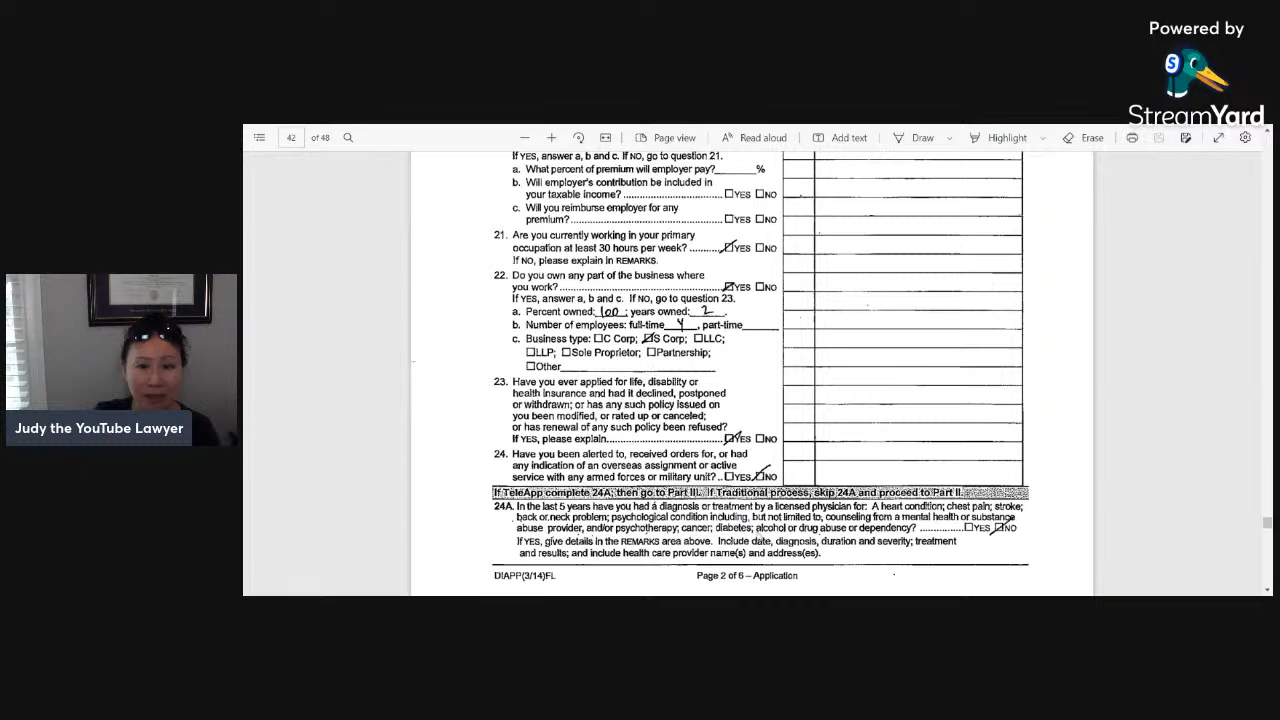 Powered by
S
StreamYard
42 of 48 Page view Read aloud Add text Draw Highlight Erase
If YES, answer a, b and c. If NO, go to question 21.
a. What percent of premium will employer pay?_______%
b. Will employer's contribution be included in
your taxable income? ☐YES ☐NO
c. Will you reimburse employer for any
premium? ☐YES ☐NO
21. Are you currently working in your primary
occupation at least 30 hours per week? ☐YES ☐NO
If NO, please explain in REMARKS.
22. Do you own any part of the business where
you work? ☐YES ☐NO
If YES, answer a, b and c. If NO, go to question 23.
a. Percent owned: 100 ; years owned: 2 .
b. Number of employees: full-time 4 , part-time
c. Business type: ☐C Corp; ☐S Corp; ☐LLC;
☐LLP; ☐Sole Proprietor; ☐Partnership;
☐Other
23. Have you ever applied for life, disability or
health insurance and had it declined, postponed
or withdrawn; or has any such policy issued on
you been modified, or rated up or canceled;
or has renewal of any such policy been refused?
If YES, please explain ☐YES ☐NO
24. Have you been alerted to, received orders for, or had
any indication of an overseas assignment or active
service with any armed forces or military unit? ☐YES ☐NO
If TeleApp complete 24A, then go to Part III. If Traditional process, skip 24A and proceed to Part II.
24A. In the last 5 years have you had a diagnosis or treatment by a licensed physician for: A heart condition; chest pain; stroke;
back or neck problem; psychological condition including, but not limited to, counseling from a mental health or substance
abuse provider, and/or psychotherapy; cancer; diabetes; alcohol or drug abuse or dependency? ☐YES ☐NO
If YES, give details in the REMARKS area above. Include date, diagnosis, duration and severity; treatment
and results; and include health care provider name(s) and address(es).
DIAPP(3/14)FL Page 2 of 6 – Application
Judy the YouTube Lawyer